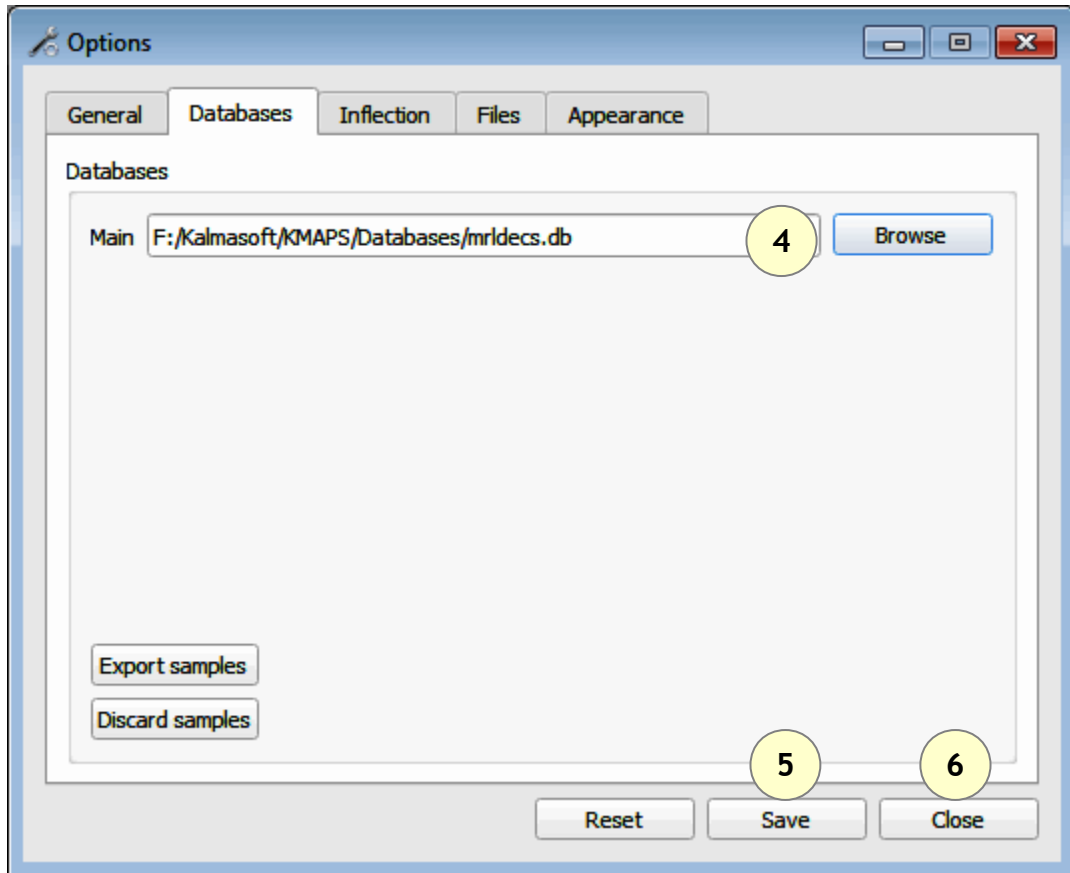 Options
General Databases Inflection Files Appearance
Databases
Main F:/Kalmasoft/KMAPS/Databases/mrldecs.db 4 Browse
Export samples
Discard samples
5 6
Reset Save Close